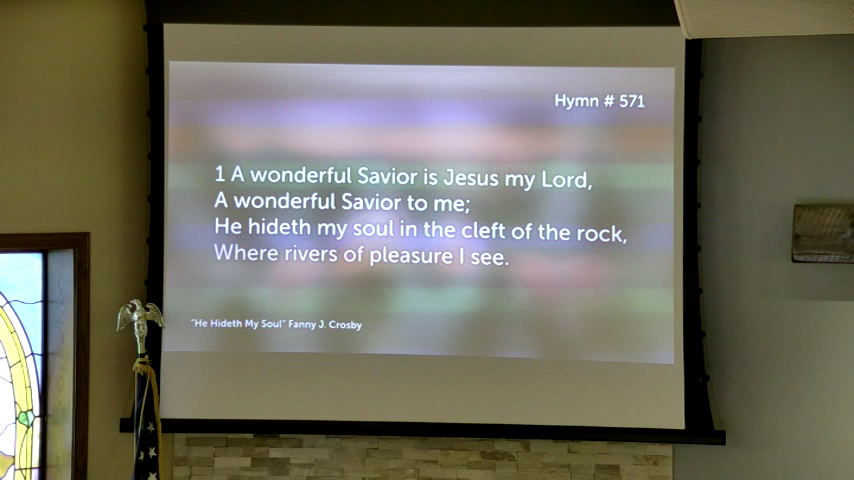 Hymn # 571
1 A wonderful Savior is Jesus my Lord,
A wonderful Savior to me;
He hideth my soul in the cleft of the rock,
Where rivers of pleasure I see.
"He Hideth My Soul" Fanny J. Crosby